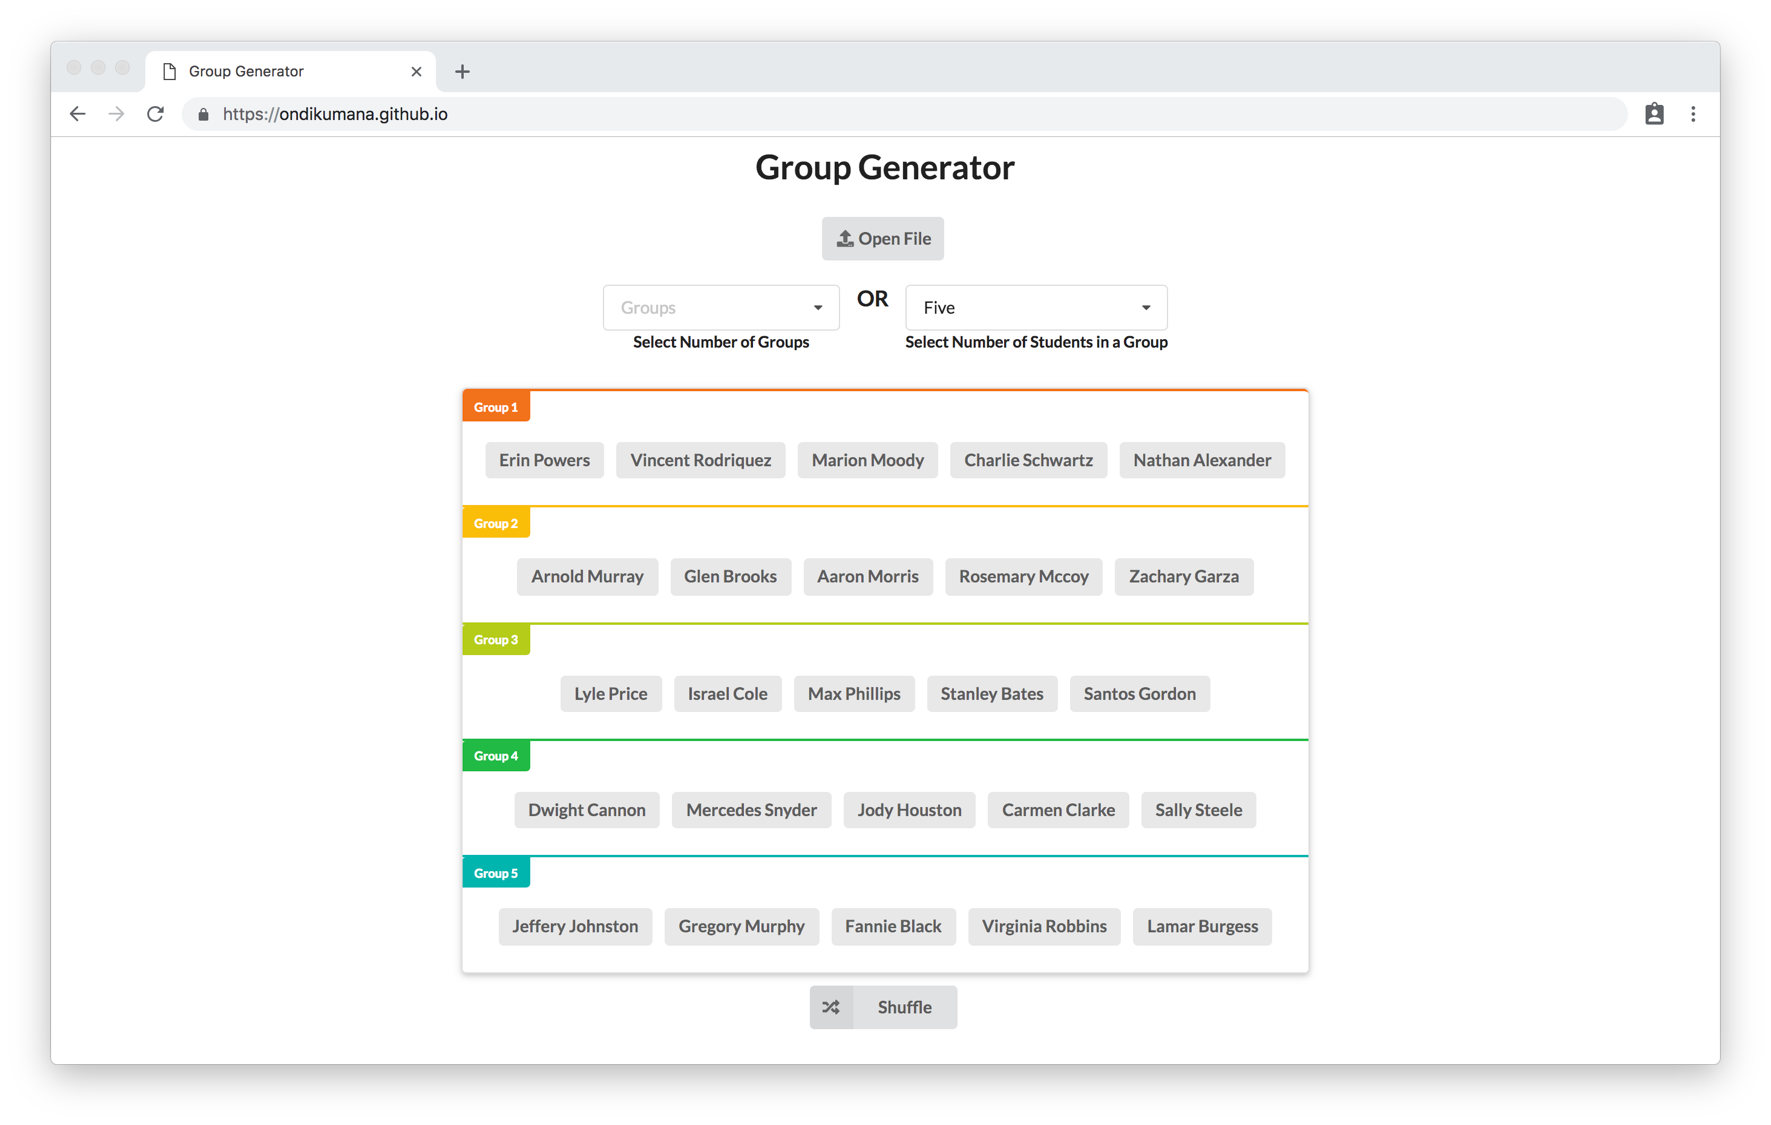 Group Generator
https://ondikumana.github.io
Group Generator
Open File
Groups OR Five
Select Number of Groups Select Number of Students in a Group
Group 1
Erin Powers Vincent Rodriquez Marion Moody Charlie Schwartz Nathan Alexander
Group 2
Arnold Murray Glen Brooks Aaron Morris Rosemary Mccoy Zachary Garza
Group 3
Lyle Price Israel Cole Max Phillips Stanley Bates Santos Gordon
Group 4
Dwight Cannon Mercedes Snyder Jody Houston Carmen Clarke Sally Steele
Group 5
Jeffery Johnston Gregory Murphy Fannie Black Virginia Robbins Lamar Burgess
Shuffle